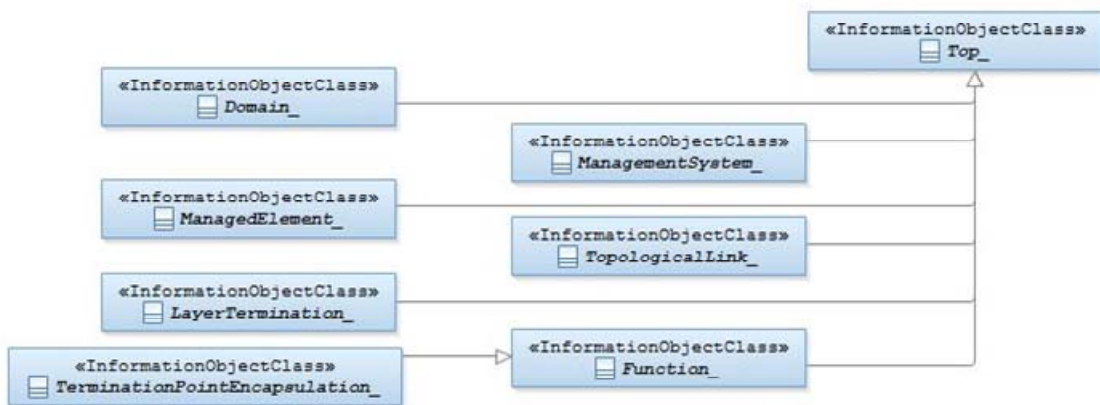 «InformationObjectClass»
Top_
«InformationObjectClass»
Domain_
«InformationObjectClass»
ManagementSystem_
«InformationObjectClass»
ManagedElement_
«InformationObjectClass»
TopologicalLink_
«InformationObjectClass»
LayerTermination_
«InformationObjectClass»
Function_
«InformationObjectClass»
TerminationPointEncapsulation_